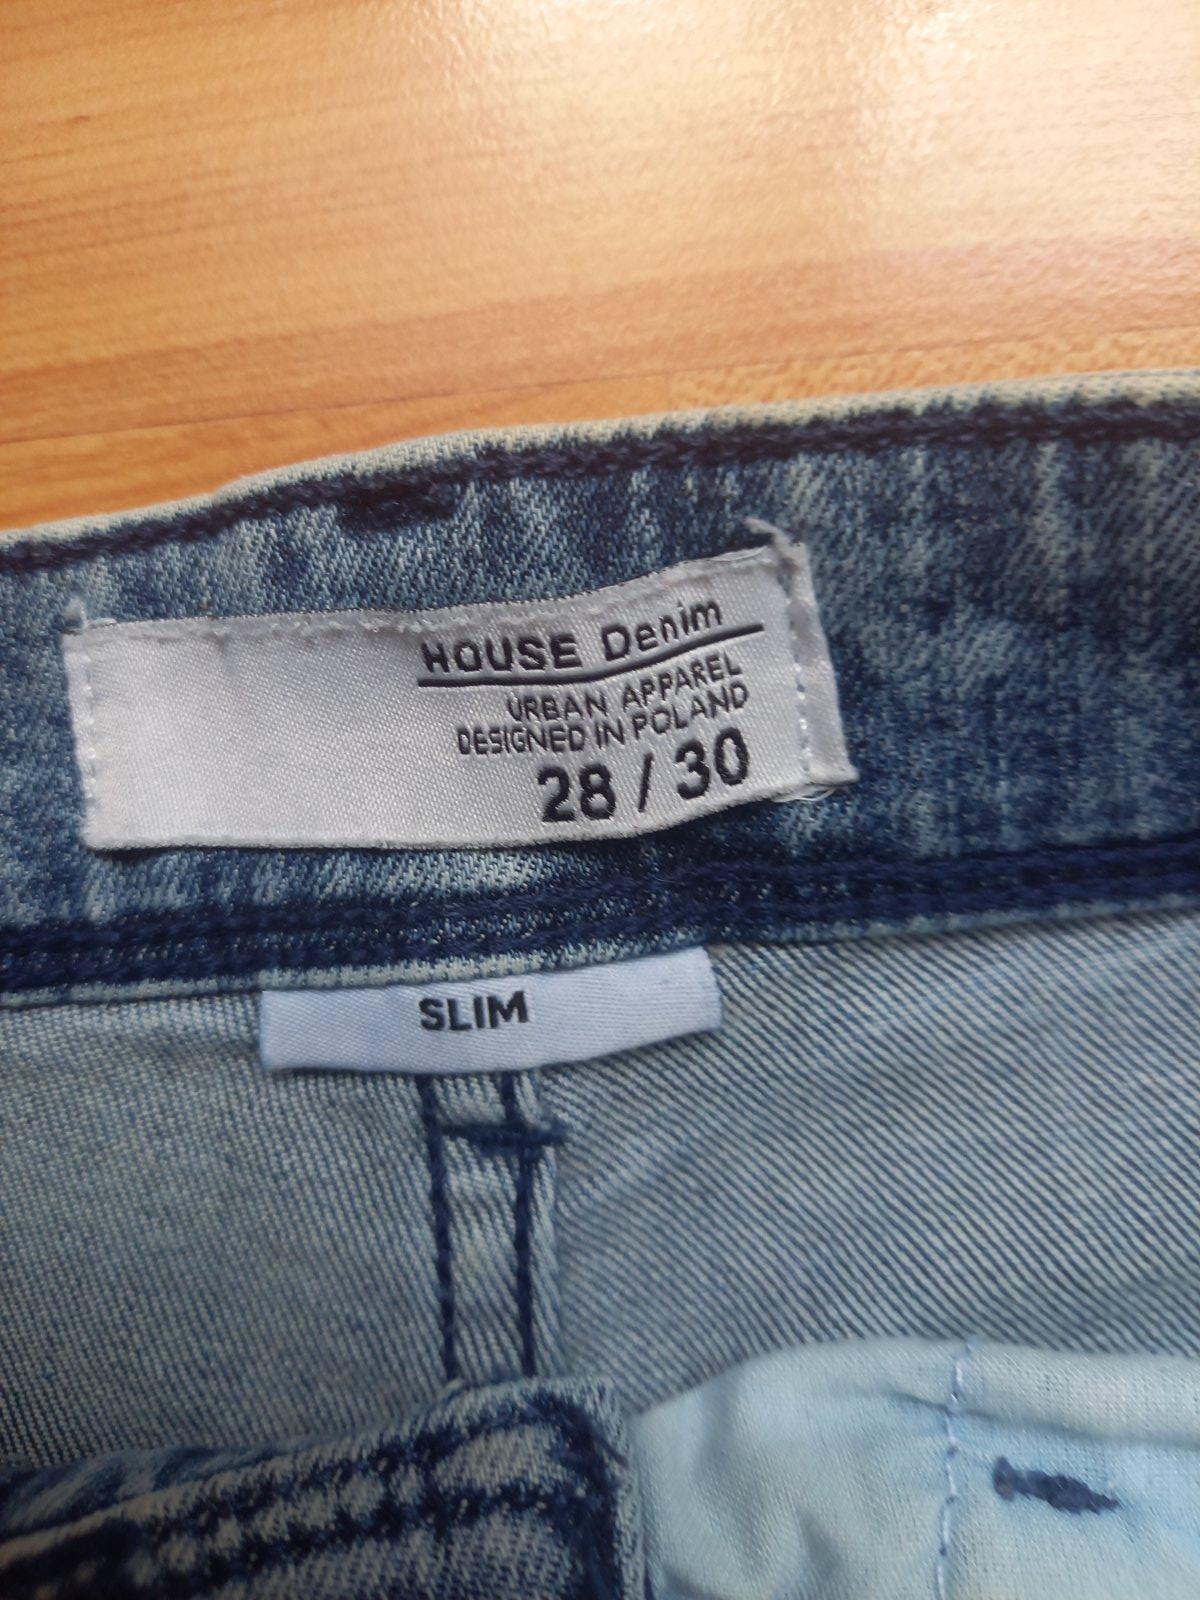 HOUSE Denim
URBAN APPAREL
DESIGNED IN POLAND
28 / 30
SLIM